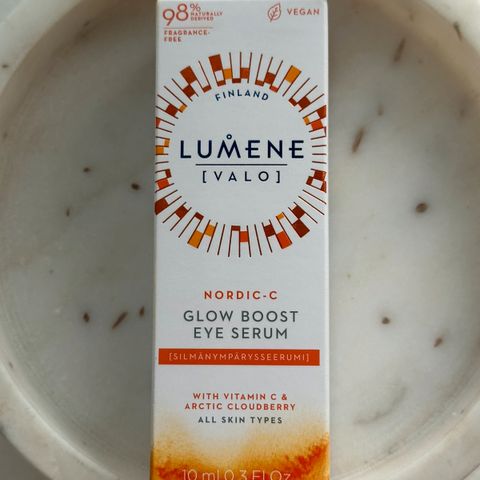 98% NATURALLY DERIVED
FRAGRANCE-FREE
VEGAN
FINLAND
LUMENE
[VALO]
NORDIC-C
GLOW BOOST
EYE SERUM
[SILMÄNYMPÄRYSSEERUMI]
WITH VITAMIN C &
ARCTIC CLOUDBERRY
ALL SKIN TYPES
10 ml 0.3 Fl Oz